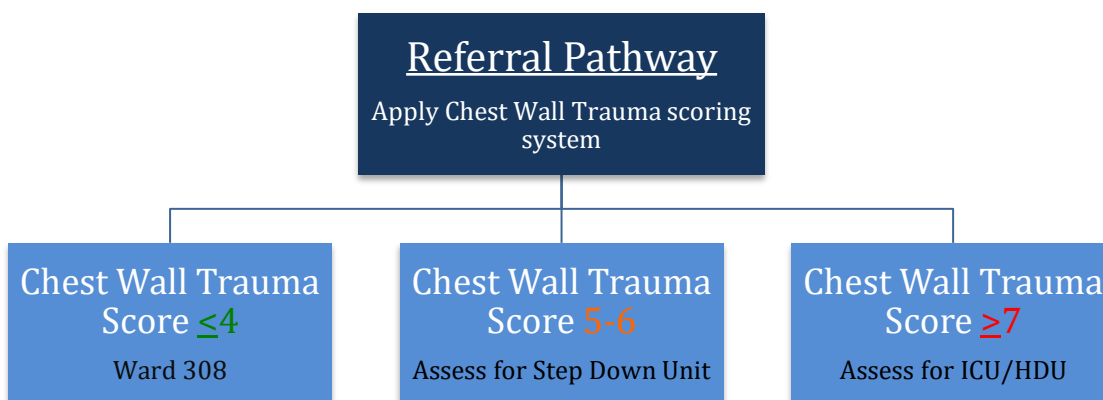 Referral Pathway
Apply Chest Wall Trauma scoring
system
Chest Wall Trauma
Score ≤4
Ward 308
Chest Wall Trauma
Score 5-6
Assess for Step Down Unit
Chest Wall Trauma
Score ≥7
Assess for ICU/HDU